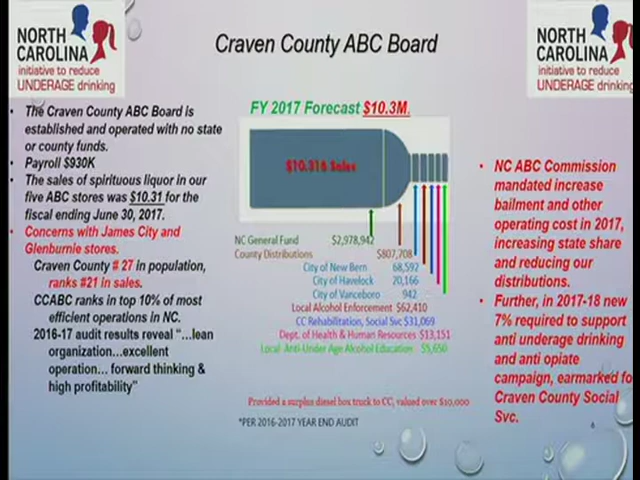 NORTH
CAROLINA
initiative to reduce
UNDERAGE drinking
Craven County ABC Board
NORTH
CAROLINA
initiative to reduce
UNDERAGE drinking
• The Craven County ABC Board is
established and operated with no state
or county funds.
• Payroll $930K
• The sales of spirituous liquor in our
five ABC stores was $10.31 for the
fiscal ending June 30, 2017.
• Concerns with James City and
Glenburnie stores.
Craven County # 27 in population,
ranks #21 in sales.
CCABC ranks in top 10% of most
efficient operations in NC.
2016-17 audit results reveal “…lean
organization…excellent
operation… forward thinking &
high profitability”
FY 2017 Forecast $10.3M.
$10.316 Sales
NC General Fund $2,978,942
County Distributions $807,708
City of New Bern 68,592
City of Havelock 70,166
City of Vanceboro 942
Local Alcohol Enforcement $62,410
CC Rehabilitation, Social Svc $31,069
Dept. of Health & Human Resources $13,151
Local Anti-Under Age Alcohol Education $5,650
Provided a surplus diesel box truck to CC, valued over $10,000
*PER 2016-2017 YEAR END AUDIT
• NC ABC Commission
mandated increase
bailment and other
operating cost in 2017,
increasing state share
and reducing our
distributions.
• Further, in 2017-18 new
7% required to support
anti underage drinking
and anti opiate
campaign, earmarked fo
Craven County Social
Svc.
6